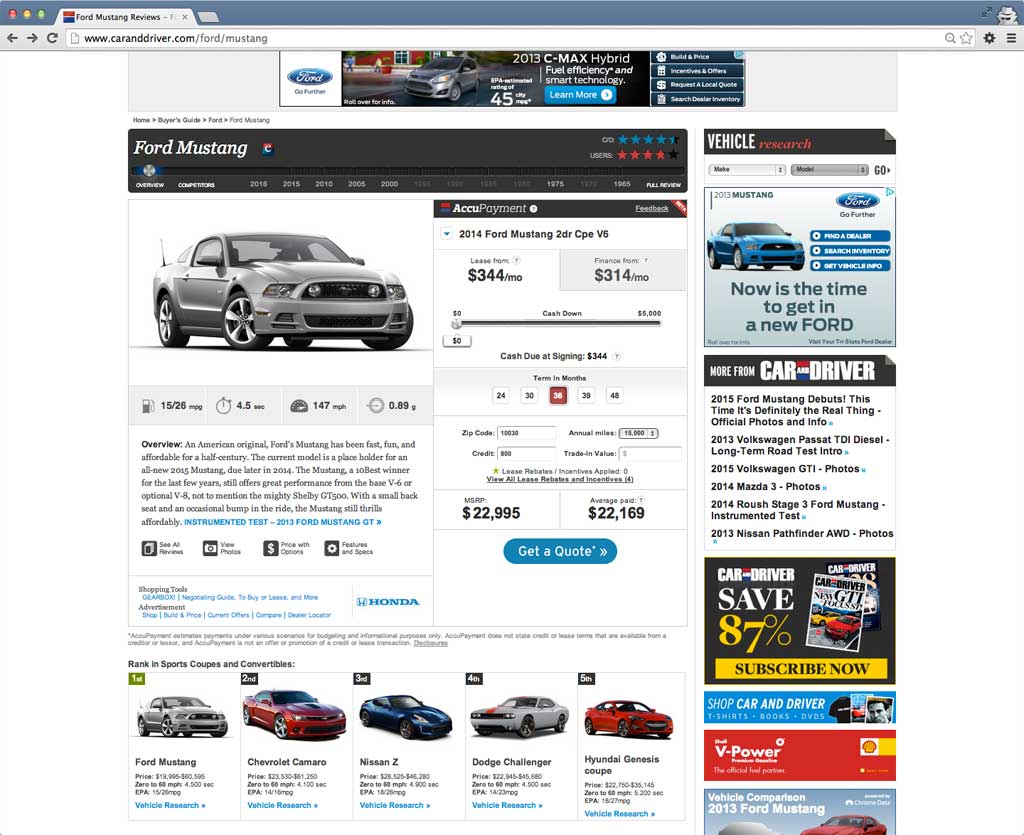 Ford Mustang Reviews – Fo
www.caranddriver.com/ford/mustang
Ford
Go Further
Roll over for info.
2013 C-MAX Hybrid
Fuel efficiency* and
smart technology.
EPA-estimated
rating of
45 city
mpg*
Learn More
Build & Price
Incentives & Offers
Request A Local Quote
Search Dealer Inventory
Home > Buyer's Guide > Ford > Ford Mustang
Ford Mustang
C
C/D:
USERS:
OVERVIEW COMPETITORS 2016 2015 2010 2005 2000 1995 1990 1985 1980 1975 1970 1965 FULL REVIEW
AccuPayment ?
Feedback
BETA
2014 Ford Mustang 2dr Cpe V6
Lease from: ?
$344/mo
Finance from: ?
$314/mo
$0 Cash Down $5,000
$0
Cash Due at Signing: $344 ?
Term in Months
24 30 36 39 48
Zip Code: 10030 Annual miles: 15,000
Credit: 800 Trade-In Value: $
Lease Rebates / Incentives Applied: 0
View All Lease Rebates and Incentives (4)
MSRP:
$22,995
Average paid: ?
$22,169
Get a Quote* »
15/26 mpg 4.5 sec 147 mph 0.89 g
Overview: An American original, Ford's Mustang has been fast, fun, and
affordable for a half-century. The current model is a place holder for an
all-new 2015 Mustang, due later in 2014. The Mustang, a 10Best winner
for the last few years, still offers great performance from the base V-6 or
optional V-8, not to mention the mighty Shelby GT500. With a small back
seat and an occasional bump in the ride, the Mustang still thrills
affordably. INSTRUMENTED TEST – 2013 FORD MUSTANG GT »
See All
Reviews
View
Photos
Price with
Options
Features
and Specs
Shopping Tools
GEARBOX! | Negotiating Guide, To Buy or Lease, and More
Advertisement
Shop | Build & Price | Current Offers | Compare | Dealer Locator
HONDA
*AccuPayment estimates payments under various scenarios for budgeting and informational purposes only. AccuPayment does not state credit or lease terms that are available from a
creditor or lessor, and AccuPayment is not an offer or promotion of a credit or lease transaction. Disclosures
Rank in Sports Coupes and Convertibles:
1st
Ford Mustang
Price: $19,995-$60,595
Zero to 60 mph: 4.500 sec
EPA: 15/26mpg
Vehicle Research »
2nd
Chevrolet Camaro
Price: $23,530-$61,250
Zero to 60 mph: 4.100 sec
EPA: 14/16mpg
Vehicle Research »
3rd
Nissan Z
Price: $28,525-$46,280
Zero to 60 mph: 4.900 sec
EPA: 18/23mpg
Vehicle Research »
4th
Dodge Challenger
Price: $22,945-$45,680
Zero to 60 mph: 4.400 sec
EPA: 14/23mpg
Vehicle Research »
5th
Hyundai Genesis
coupe
Price: $22,750-$35,145
Zero to 60 mph: 5.200 sec
EPA: 18/27mpg
Vehicle Research »
VEHICLE research
Make Model GO
2013 MUSTANG
Ford
Go Further
FIND A DEALER
SEARCH INVENTORY
GET VEHICLE INFO
Now is the time
to get in
a new FORD
Roll over for info. Visit Your Tri-State Ford Dealer
MORE FROM CAR AND DRIVER
2015 Ford Mustang Debuts! This
Time It's Definitely the Real Thing -
Official Photos and Info »
2013 Volkswagen Passat TDI Diesel -
Long-Term Road Test Intro »
2015 Volkswagen GTI - Photos »
2014 Mazda 3 - Photos »
2014 Roush Stage 3 Ford Mustang -
Instrumented Test »
2013 Nissan Pathfinder AWD - Photos
»
CAR AND DRIVER
SAVE
87%
CAR AND DRIVER
NEW GTI
SUBSCRIBE NOW
SHOP CAR AND DRIVER
T-SHIRTS • BOOKS • DVDS
Shell
V-Power
Premium Gasoline
The official fuel partner.
Vehicle Comparison
2013 Ford Mustang
powered by
Chrome Data